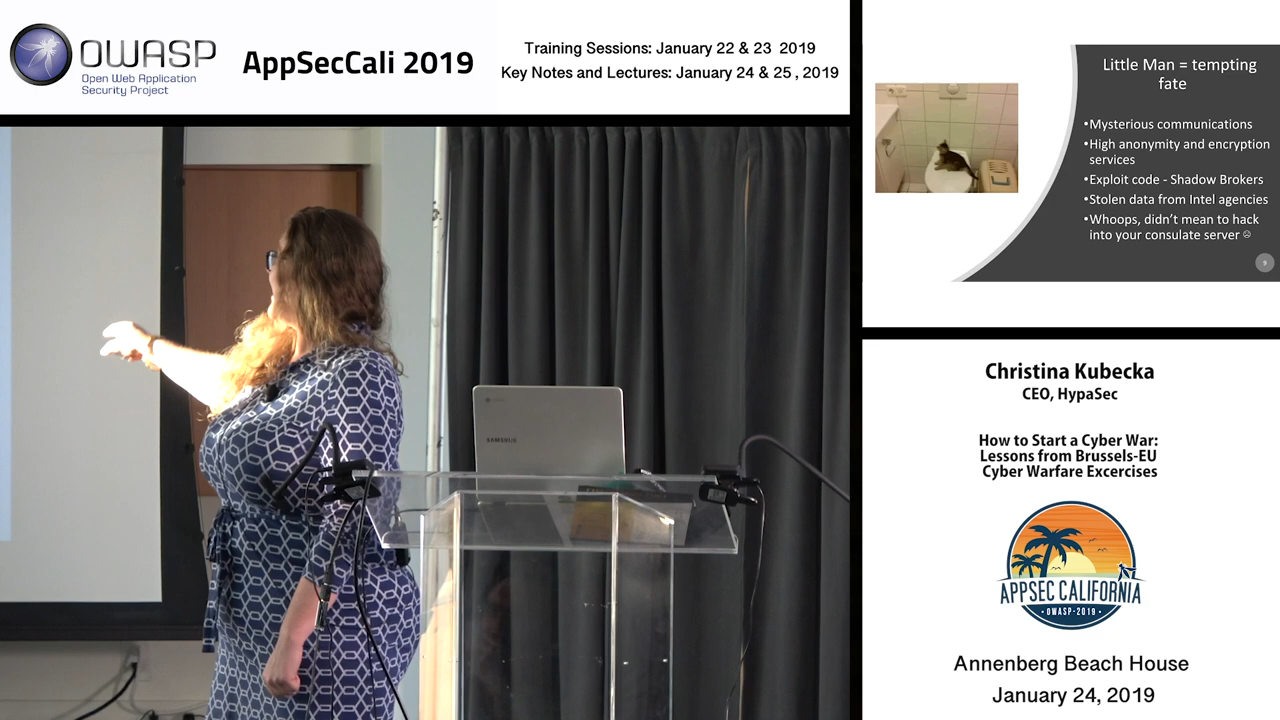 OWASP
Open Web Application
Security Project
AppSecCali 2019
Training Sessions: January 22 & 23 2019
Key Notes and Lectures: January 24 & 25 , 2019
SAMSUNG
Little Man = tempting
fate
•Mysterious communications
•High anonymity and encryption
services
•Exploit code - Shadow Brokers
•Stolen data from Intel agencies
•Whoops, didn't mean to hack
into your consulate server ☹
9
Christina Kubecka
CEO, HypaSec
How to Start a Cyber War:
Lessons from Brussels-EU
Cyber Warfare Excercises
APPSEC CALIFORNIA
• OWASP-2019 •
Annenberg Beach House
January 24, 2019